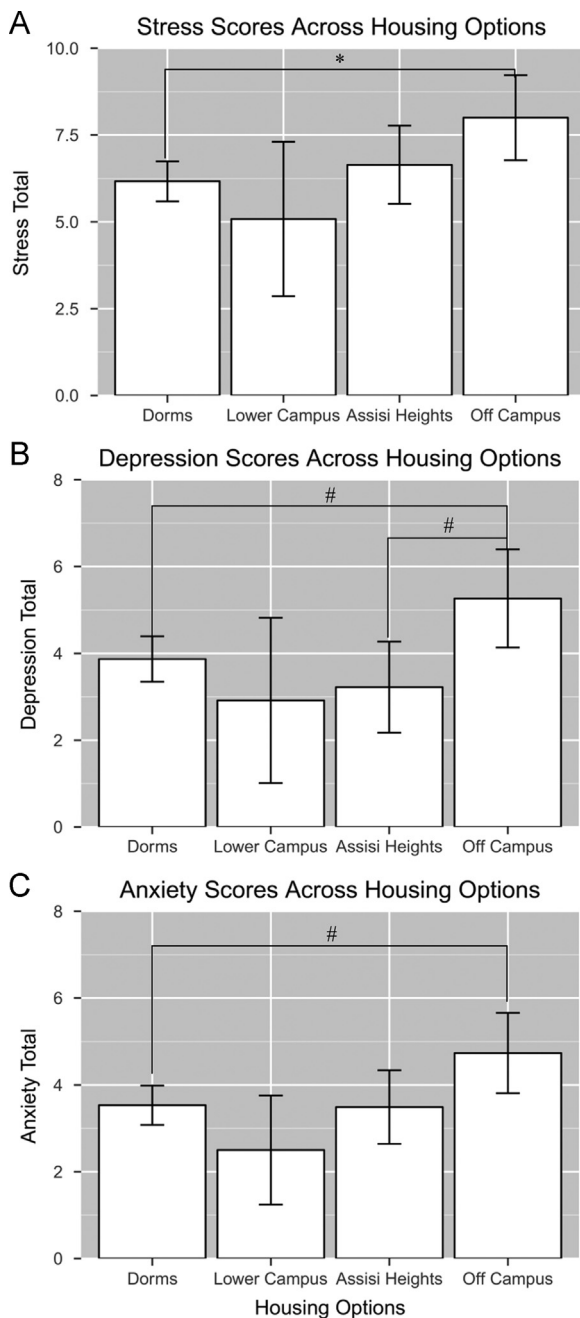 A
Stress Scores Across Housing Options
10.0
7.5
5.0
2.5
0.0
Stress Total
*
Dorms Lower Campus Assisi Heights Off Campus
B
Depression Scores Across Housing Options
8
6
4
2
0
Depression Total
#
#
Dorms Lower Campus Assisi Heights Off Campus
C
Anxiety Scores Across Housing Options
8
6
4
2
0
Anxiety Total
#
Dorms Lower Campus Assisi Heights Off Campus
Housing Options